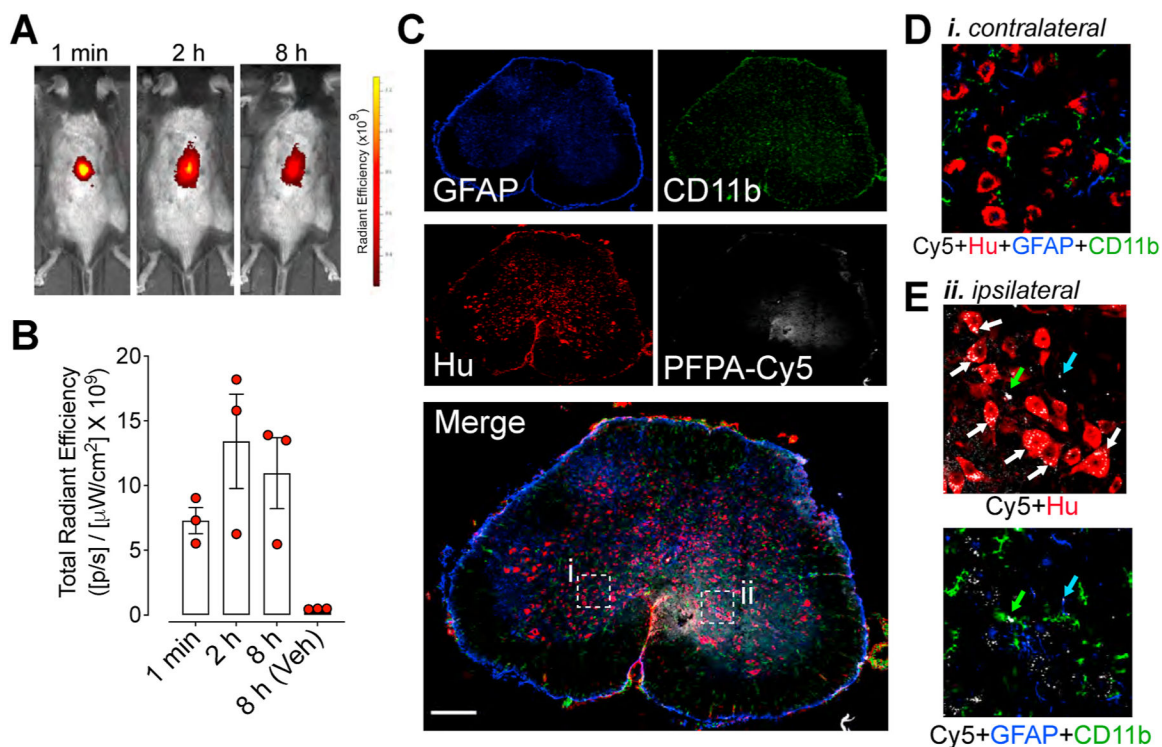 A
1 min
2 h
8 h
Radiant Efficiency (x10⁹)
B
Total Radiant Efficiency
([p/s] / [µW/cm²] X 10⁹)
20
15
10
5
0
1 min
2 h
8 h
8 h (Veh)
C
GFAP
CD11b
Hu
PFPA-Cy5
Merge
i
ii
D
i. contralateral
Cy5+Hu+GFAP+CD11b
E
ii. ipsilateral
Cy5+Hu
Cy5+GFAP+CD11b